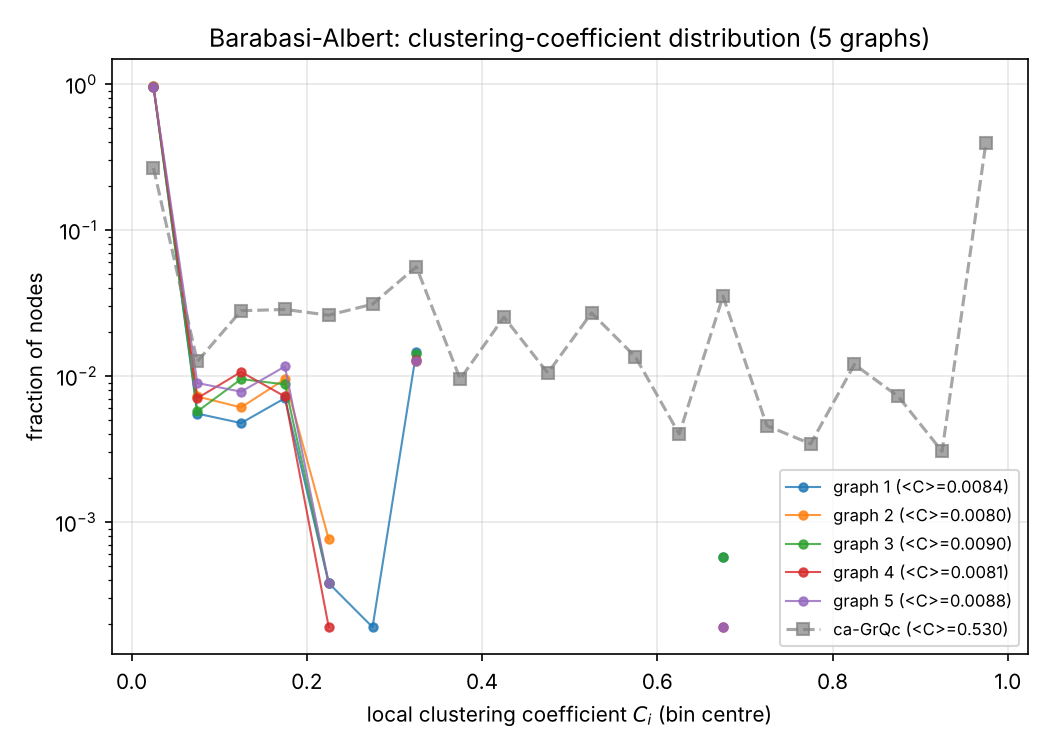 Barabasi-Albert: clustering-coefficient distribution (5 graphs)
fraction of nodes
10⁰
10⁻¹
10⁻²
10⁻³
0.0 0.2 0.4 0.6 0.8 1.0
local clustering coefficient Cᵢ (bin centre)
graph 1 (<C>=0.0084)
graph 2 (<C>=0.0080)
graph 3 (<C>=0.0090)
graph 4 (<C>=0.0081)
graph 5 (<C>=0.0088)
ca-GrQc (<C>=0.530)